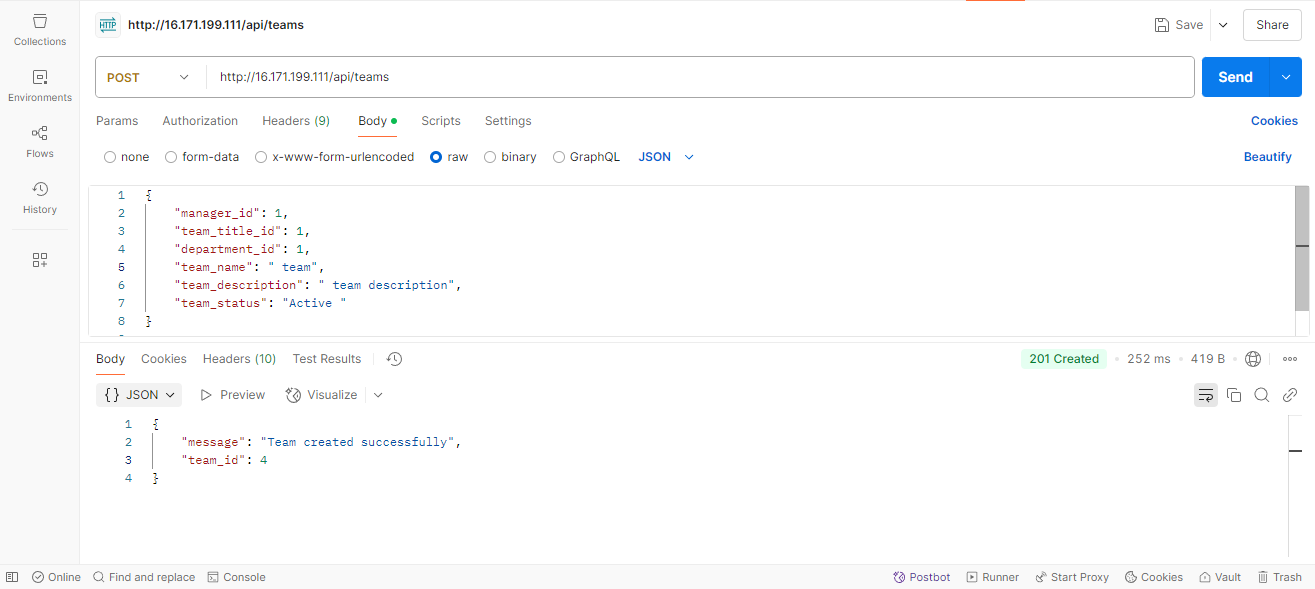 Collections
Environments
Flows
History
HTTP http://16.171.199.111/api/teams Save Share
POST http://16.171.199.111/api/teams Send
Params Authorization Headers (9) Body Scripts Settings Cookies
none form-data x-www-form-urlencoded raw binary GraphQL JSON Beautify
1 {
2 "manager_id": 1,
3 "team_title_id": 1,
4 "department_id": 1,
5 "team_name": " team",
6 "team_description": " team description",
7 "team_status": "Active "
8 }
Body Cookies Headers (10) Test Results 201 Created • 252 ms • 419 B
{} JSON Preview Visualize
1 {
2 "message": "Team created successfully",
3 "team_id": 4
4 }
Online Find and replace Console Postbot Runner Start Proxy Cookies Vault Trash